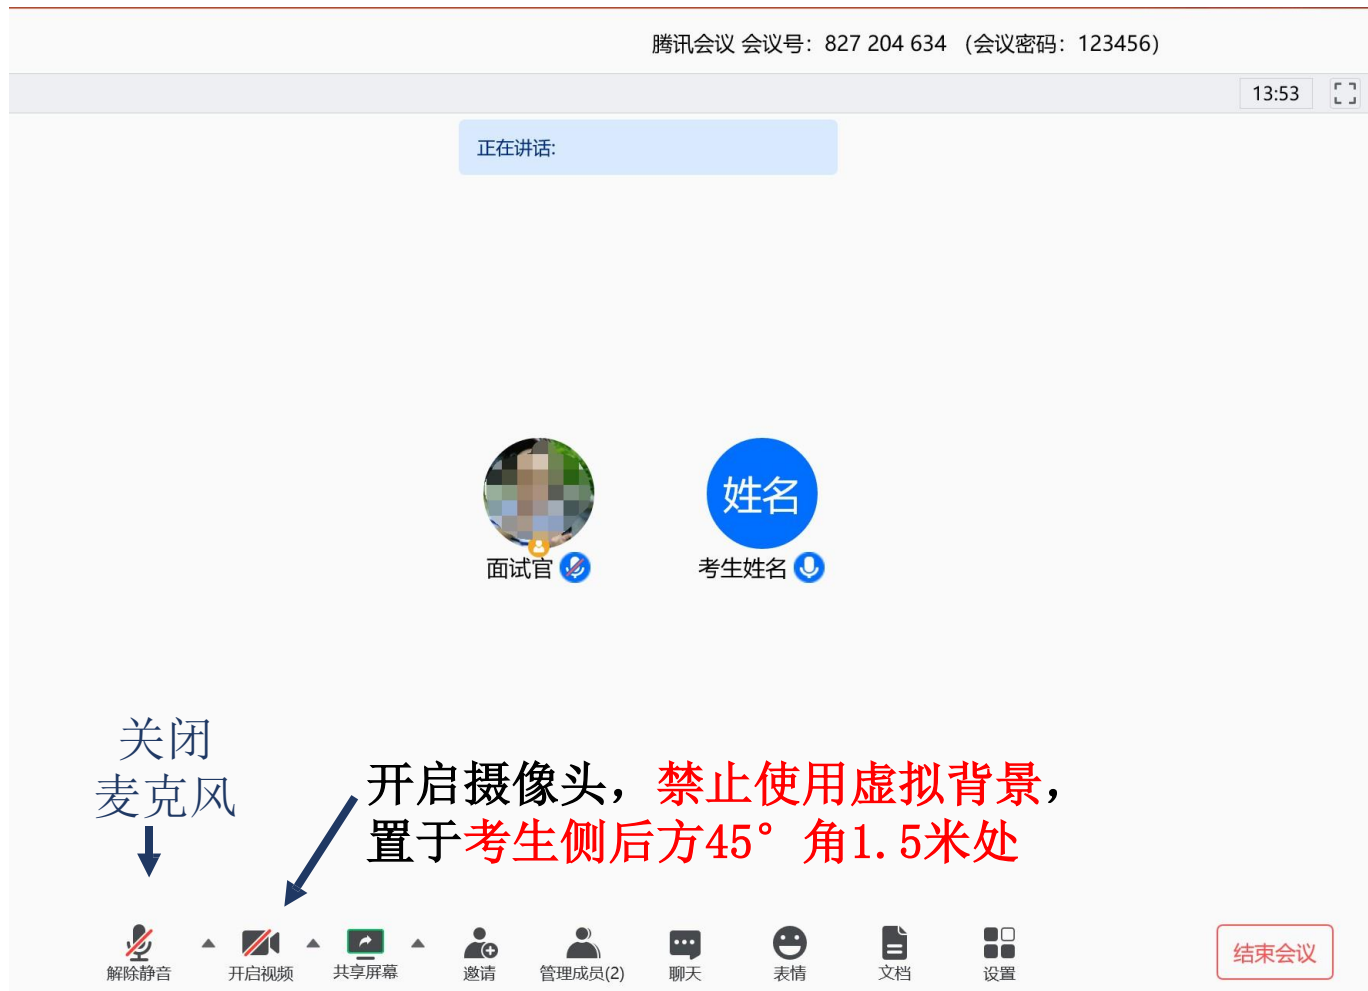 腾讯会议 会议号：827 204 634 （会议密码：123456）
13:53
正在讲话:
姓名
面试官
考生姓名
关闭
麦克风
开启摄像头，禁止使用虚拟背景，
置于考生侧后方45°角1.5米处
解除静音
开启视频
共享屏幕
邀请
管理成员(2)
聊天
表情
文档
设置
结束会议